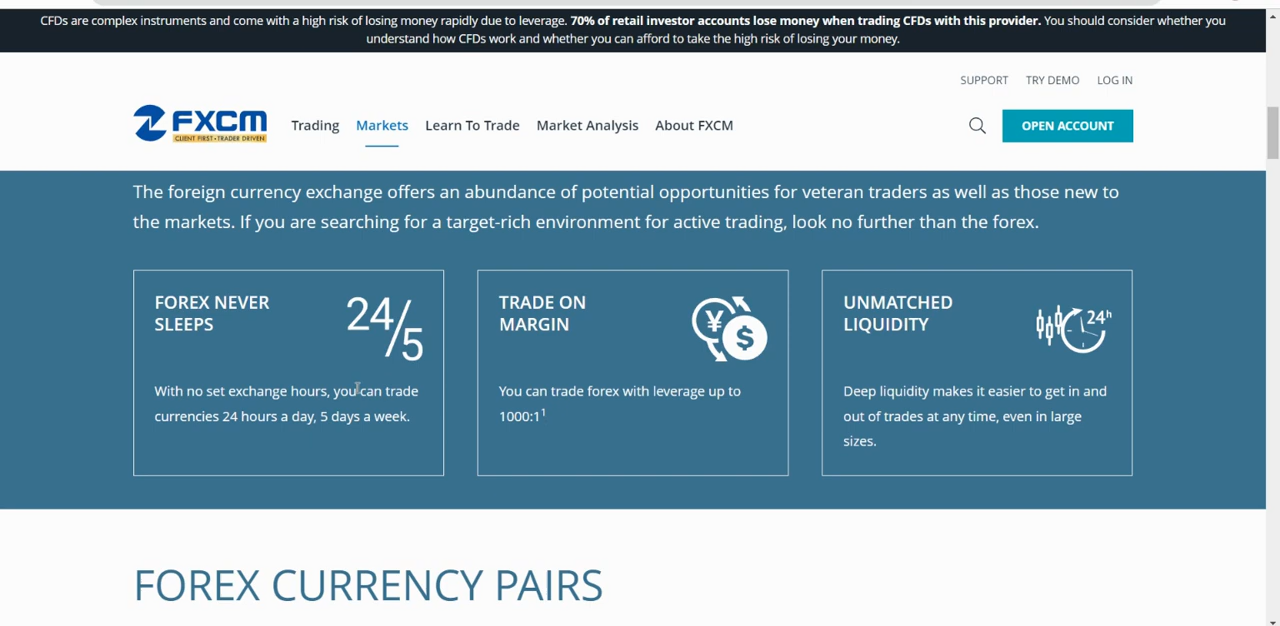 CFDs are complex instruments and come with a high risk of losing money rapidly due to leverage. 70% of retail investor accounts lose money when trading CFDs with this provider. You should consider whether you
understand how CFDs work and whether you can afford to take the high risk of losing your money.
SUPPORT TRY DEMO LOG IN
FXCM
CLIENT FIRST•TRADER DRIVEN
Trading Markets Learn To Trade Market Analysis About FXCM
OPEN ACCOUNT
The foreign currency exchange offers an abundance of potential opportunities for veteran traders as well as those new to
the markets. If you are searching for a target-rich environment for active trading, look no further than the forex.
FOREX NEVER
SLEEPS
24/5
With no set exchange hours, you can trade
currencies 24 hours a day, 5 days a week.
TRADE ON
MARGIN
¥ $
You can trade forex with leverage up to
1000:1¹
UNMATCHED
LIQUIDITY
24ʰ
Deep liquidity makes it easier to get in and
out of trades at any time, even in large
sizes.
FOREX CURRENCY PAIRS